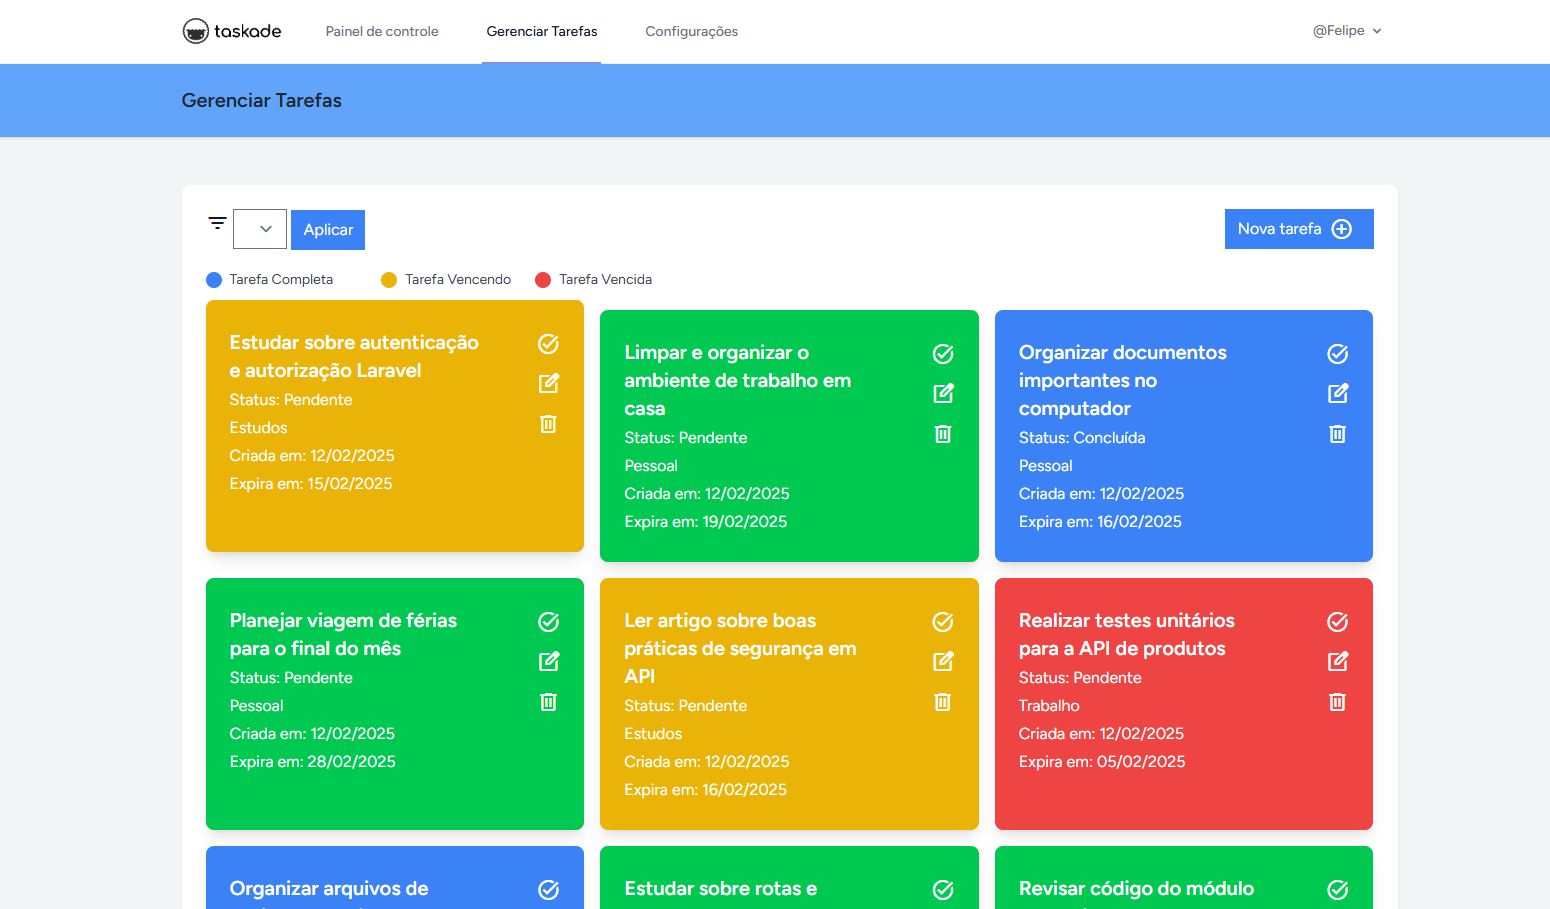 taskade
Painel de controle
Gerenciar Tarefas
Configurações
@Felipe
Gerenciar Tarefas
Aplicar
Nova tarefa
Tarefa Completa
Tarefa Vencendo
Tarefa Vencida
Estudar sobre autenticação
e autorização Laravel
Status: Pendente
Estudos
Criada em: 12/02/2025
Expira em: 15/02/2025
Limpar e organizar o
ambiente de trabalho em
casa
Status: Pendente
Pessoal
Criada em: 12/02/2025
Expira em: 19/02/2025
Organizar documentos
importantes no
computador
Status: Concluída
Pessoal
Criada em: 12/02/2025
Expira em: 16/02/2025
Planejar viagem de férias
para o final do mês
Status: Pendente
Pessoal
Criada em: 12/02/2025
Expira em: 28/02/2025
Ler artigo sobre boas
práticas de segurança em
API
Status: Pendente
Estudos
Criada em: 12/02/2025
Expira em: 16/02/2025
Realizar testes unitários
para a API de produtos
Status: Pendente
Trabalho
Criada em: 12/02/2025
Expira em: 05/02/2025
Organizar arquivos de
Estudar sobre rotas e
Revisar código do módulo